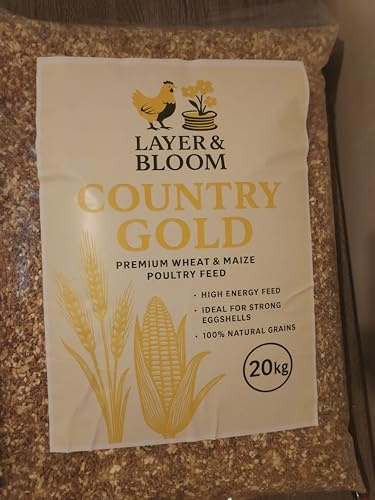 LAYER &
BLOOM
COUNTRY
GOLD
PREMIUM WHEAT & MAIZE
POULTRY FEED
· HIGH ENERGY FEED
· IDEAL FOR STRONG
EGGSHELLS
· 100% NATURAL GRAINS
20kg